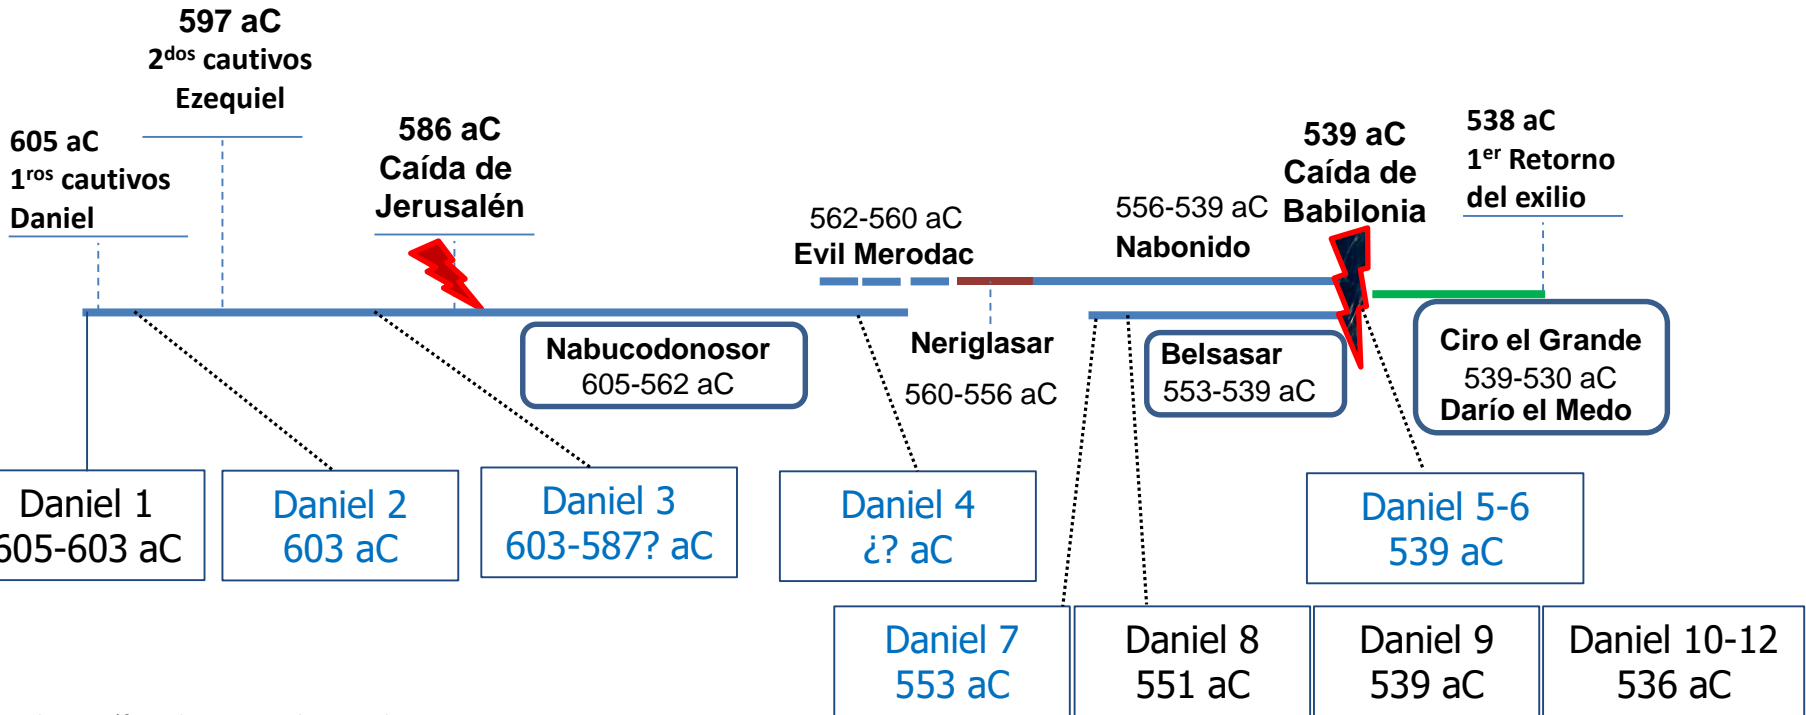 597 aC
2dos cautivos
Ezequiel
605 aC
1ros cautivos
Daniel
586 aC
Caída de
Jerusalén
562-560 aC
Evil Merodac
556-539 aC
Nabonido
539 aC
Caída de
Babilonia
538 aC
1er Retorno
del exilio
Nabucodonosor
605-562 aC
Neriglasar
560-556 aC
Belsasar
553-539 aC
Ciro el Grande
539-530 aC
Darío el Medo
Daniel 1
605-603 aC
Daniel 2
603 aC
Daniel 3
603-587? aC
Daniel 4
¿? aC
Daniel 5-6
539 aC
Daniel 7
553 aC
Daniel 8
551 aC
Daniel 9
539 aC
Daniel 10-12
536 aC